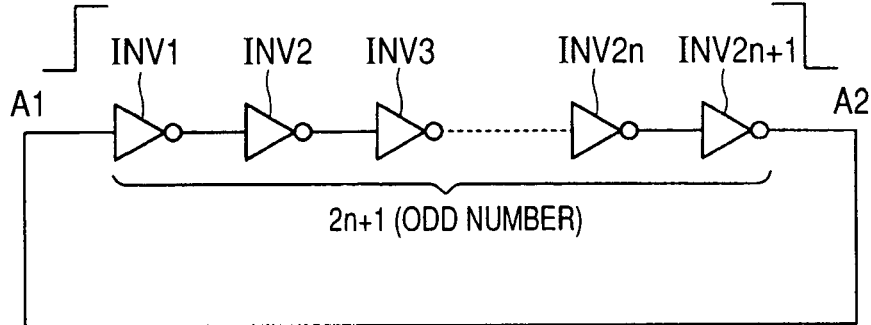 INV1 INV2 INV3 INV2n INV2n+1
A1 A2
2n+1 (ODD NUMBER)